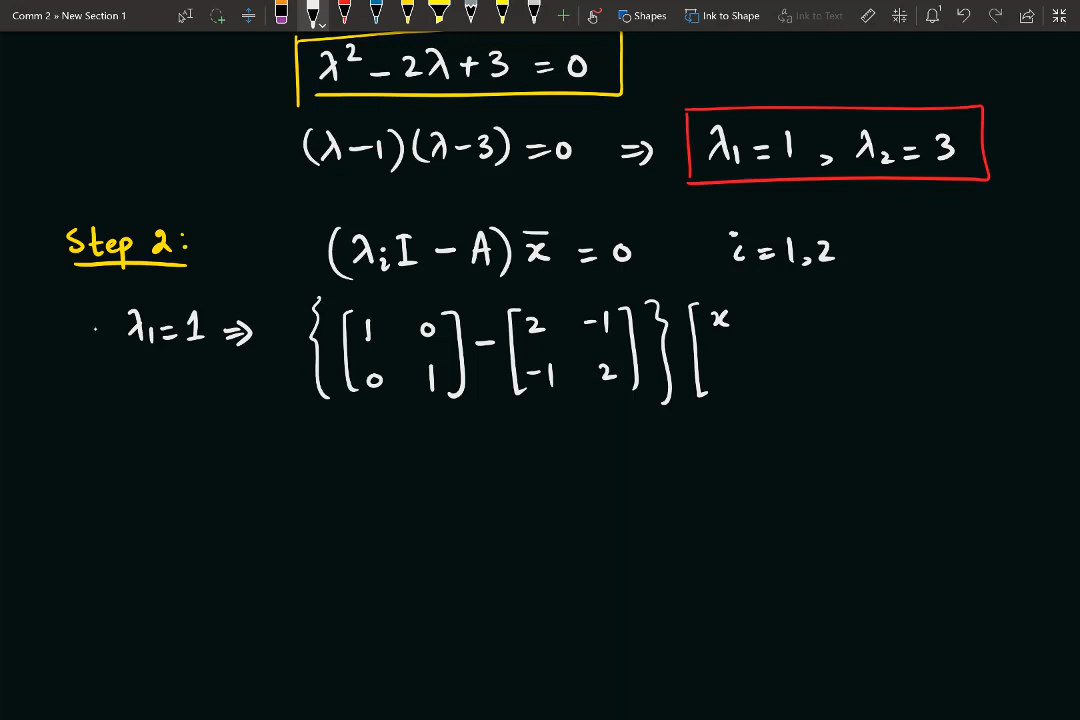 Comm 2 » New Section 1 Shapes Ink to Shape Ink to Text
λ² - 2λ + 3 = 0
(λ-1)(λ-3) = 0 ⇒ λ₁ = 1 , λ₂ = 3
Step 2: (λᵢI - A) x̅ = 0 i = 1,2
λ₁ = 1 ⇒ { [ 1 0 ] - [ 2 -1 ] } [ x
0 1 -1 2